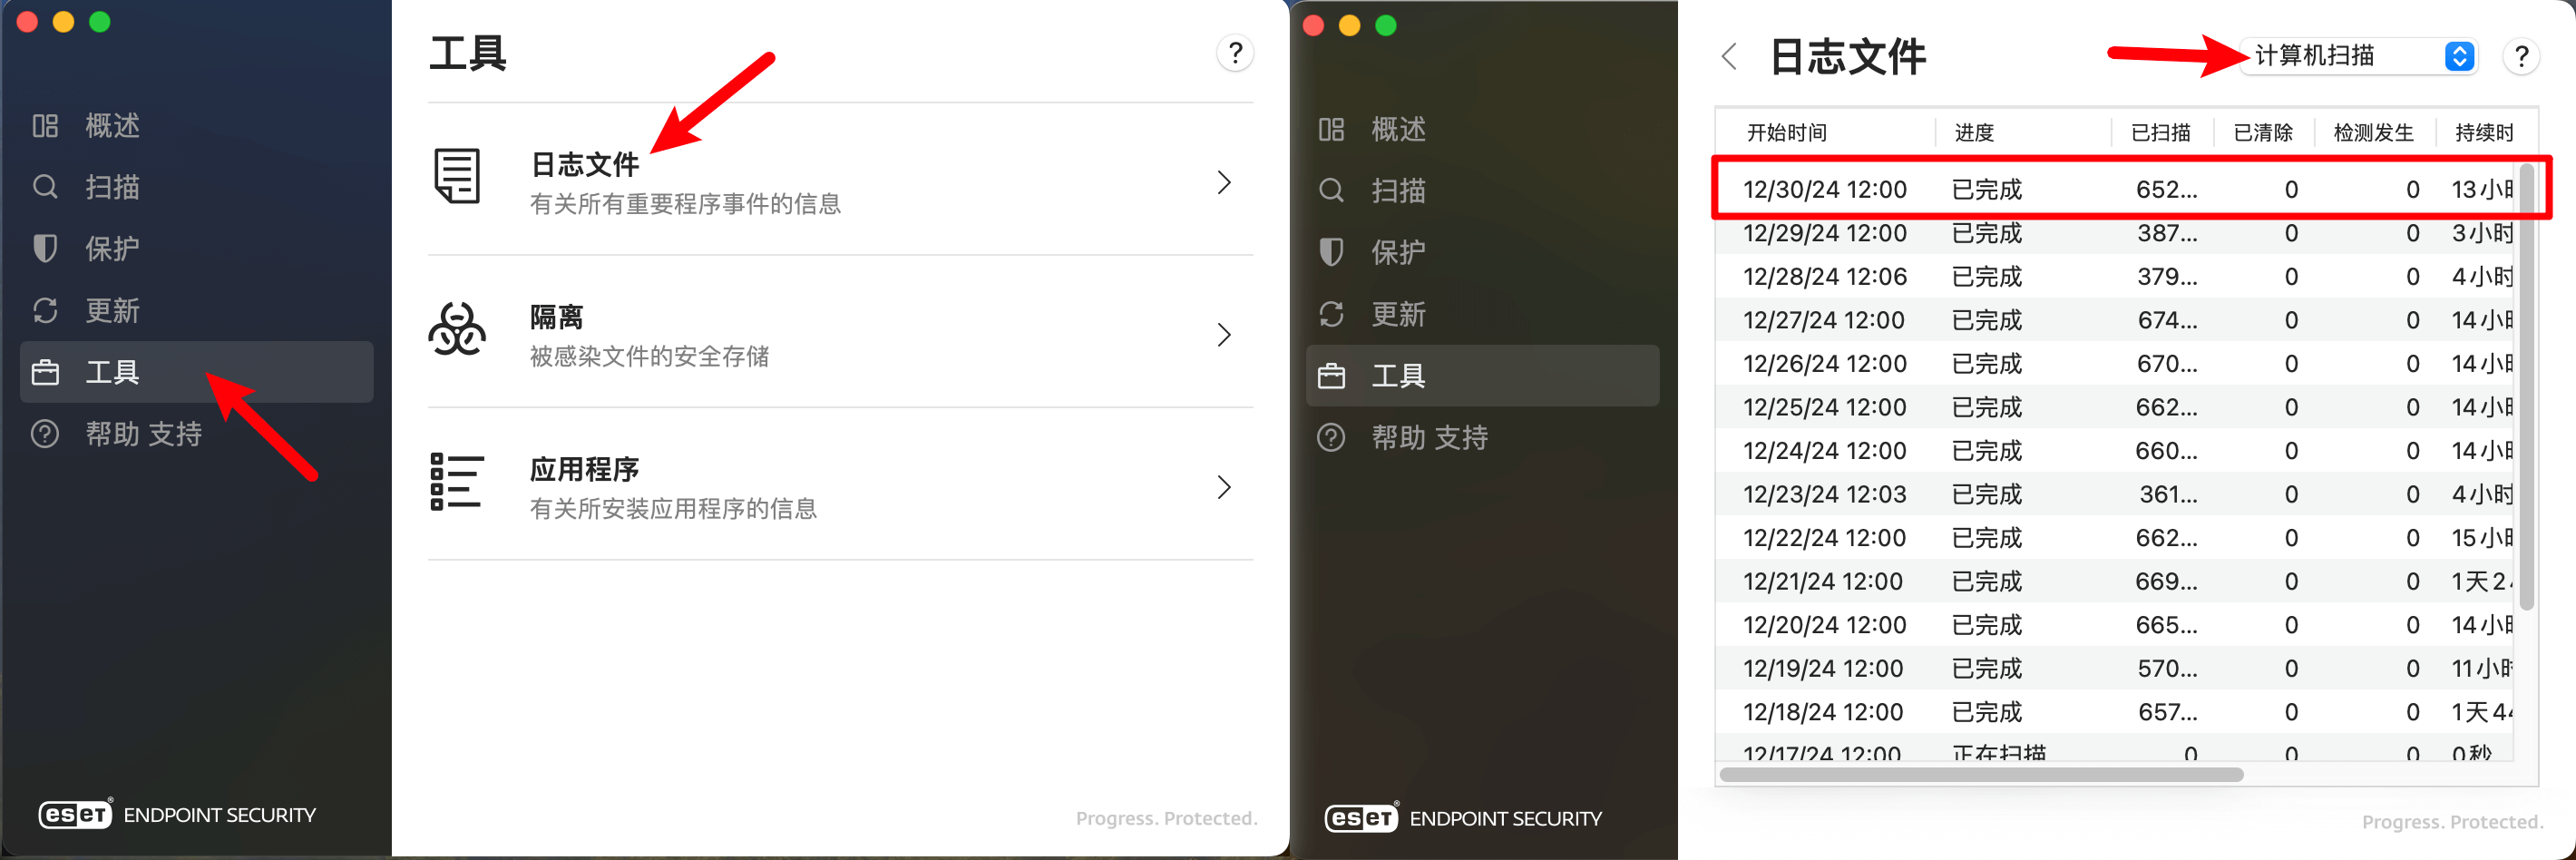 工具
?
概述
扫描
保护
更新
工具
帮助 支持
日志文件
有关所有重要程序事件的信息
隔离
被感染文件的安全存储
应用程序
有关所安装应用程序的信息
eseT® ENDPOINT SECURITY
Progress. Protected.
概述
扫描
保护
更新
工具
帮助 支持
eseT® ENDPOINT SECURITY
日志文件 计算机扫描 ?
开始时间 进度 已扫描 已清除 检测发生 持续时
12/30/24 12:00 已完成 652... 0 0 13小时
12/29/24 12:00 已完成 387... 0 0 3小时
12/28/24 12:06 已完成 379... 0 0 4小时
12/27/24 12:00 已完成 674... 0 0 14小时
12/26/24 12:00 已完成 670... 0 0 14小时
12/25/24 12:00 已完成 662... 0 0 14小时
12/24/24 12:00 已完成 660... 0 0 14小时
12/23/24 12:03 已完成 361... 0 0 4小时
12/22/24 12:00 已完成 662... 0 0 15小时
12/21/24 12:00 已完成 669... 0 0 1天2
12/20/24 12:00 已完成 665... 0 0 14小时
12/19/24 12:00 已完成 570... 0 0 11小时
12/18/24 12:00 已完成 657... 0 0 1天44
12/17/24 12:00 正在扫描 0 0 0 0秒
Progress. Protected.